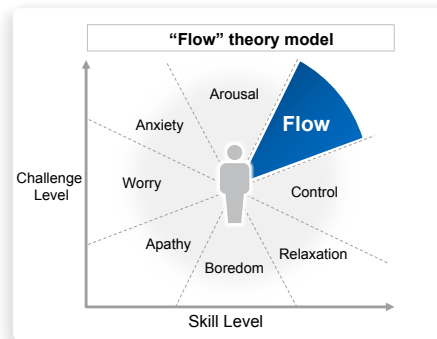 “Flow” theory model
Arousal
Flow
Anxiety
Challenge
Level
Worry
Control
Apathy
Relaxation
Boredom
Skill Level